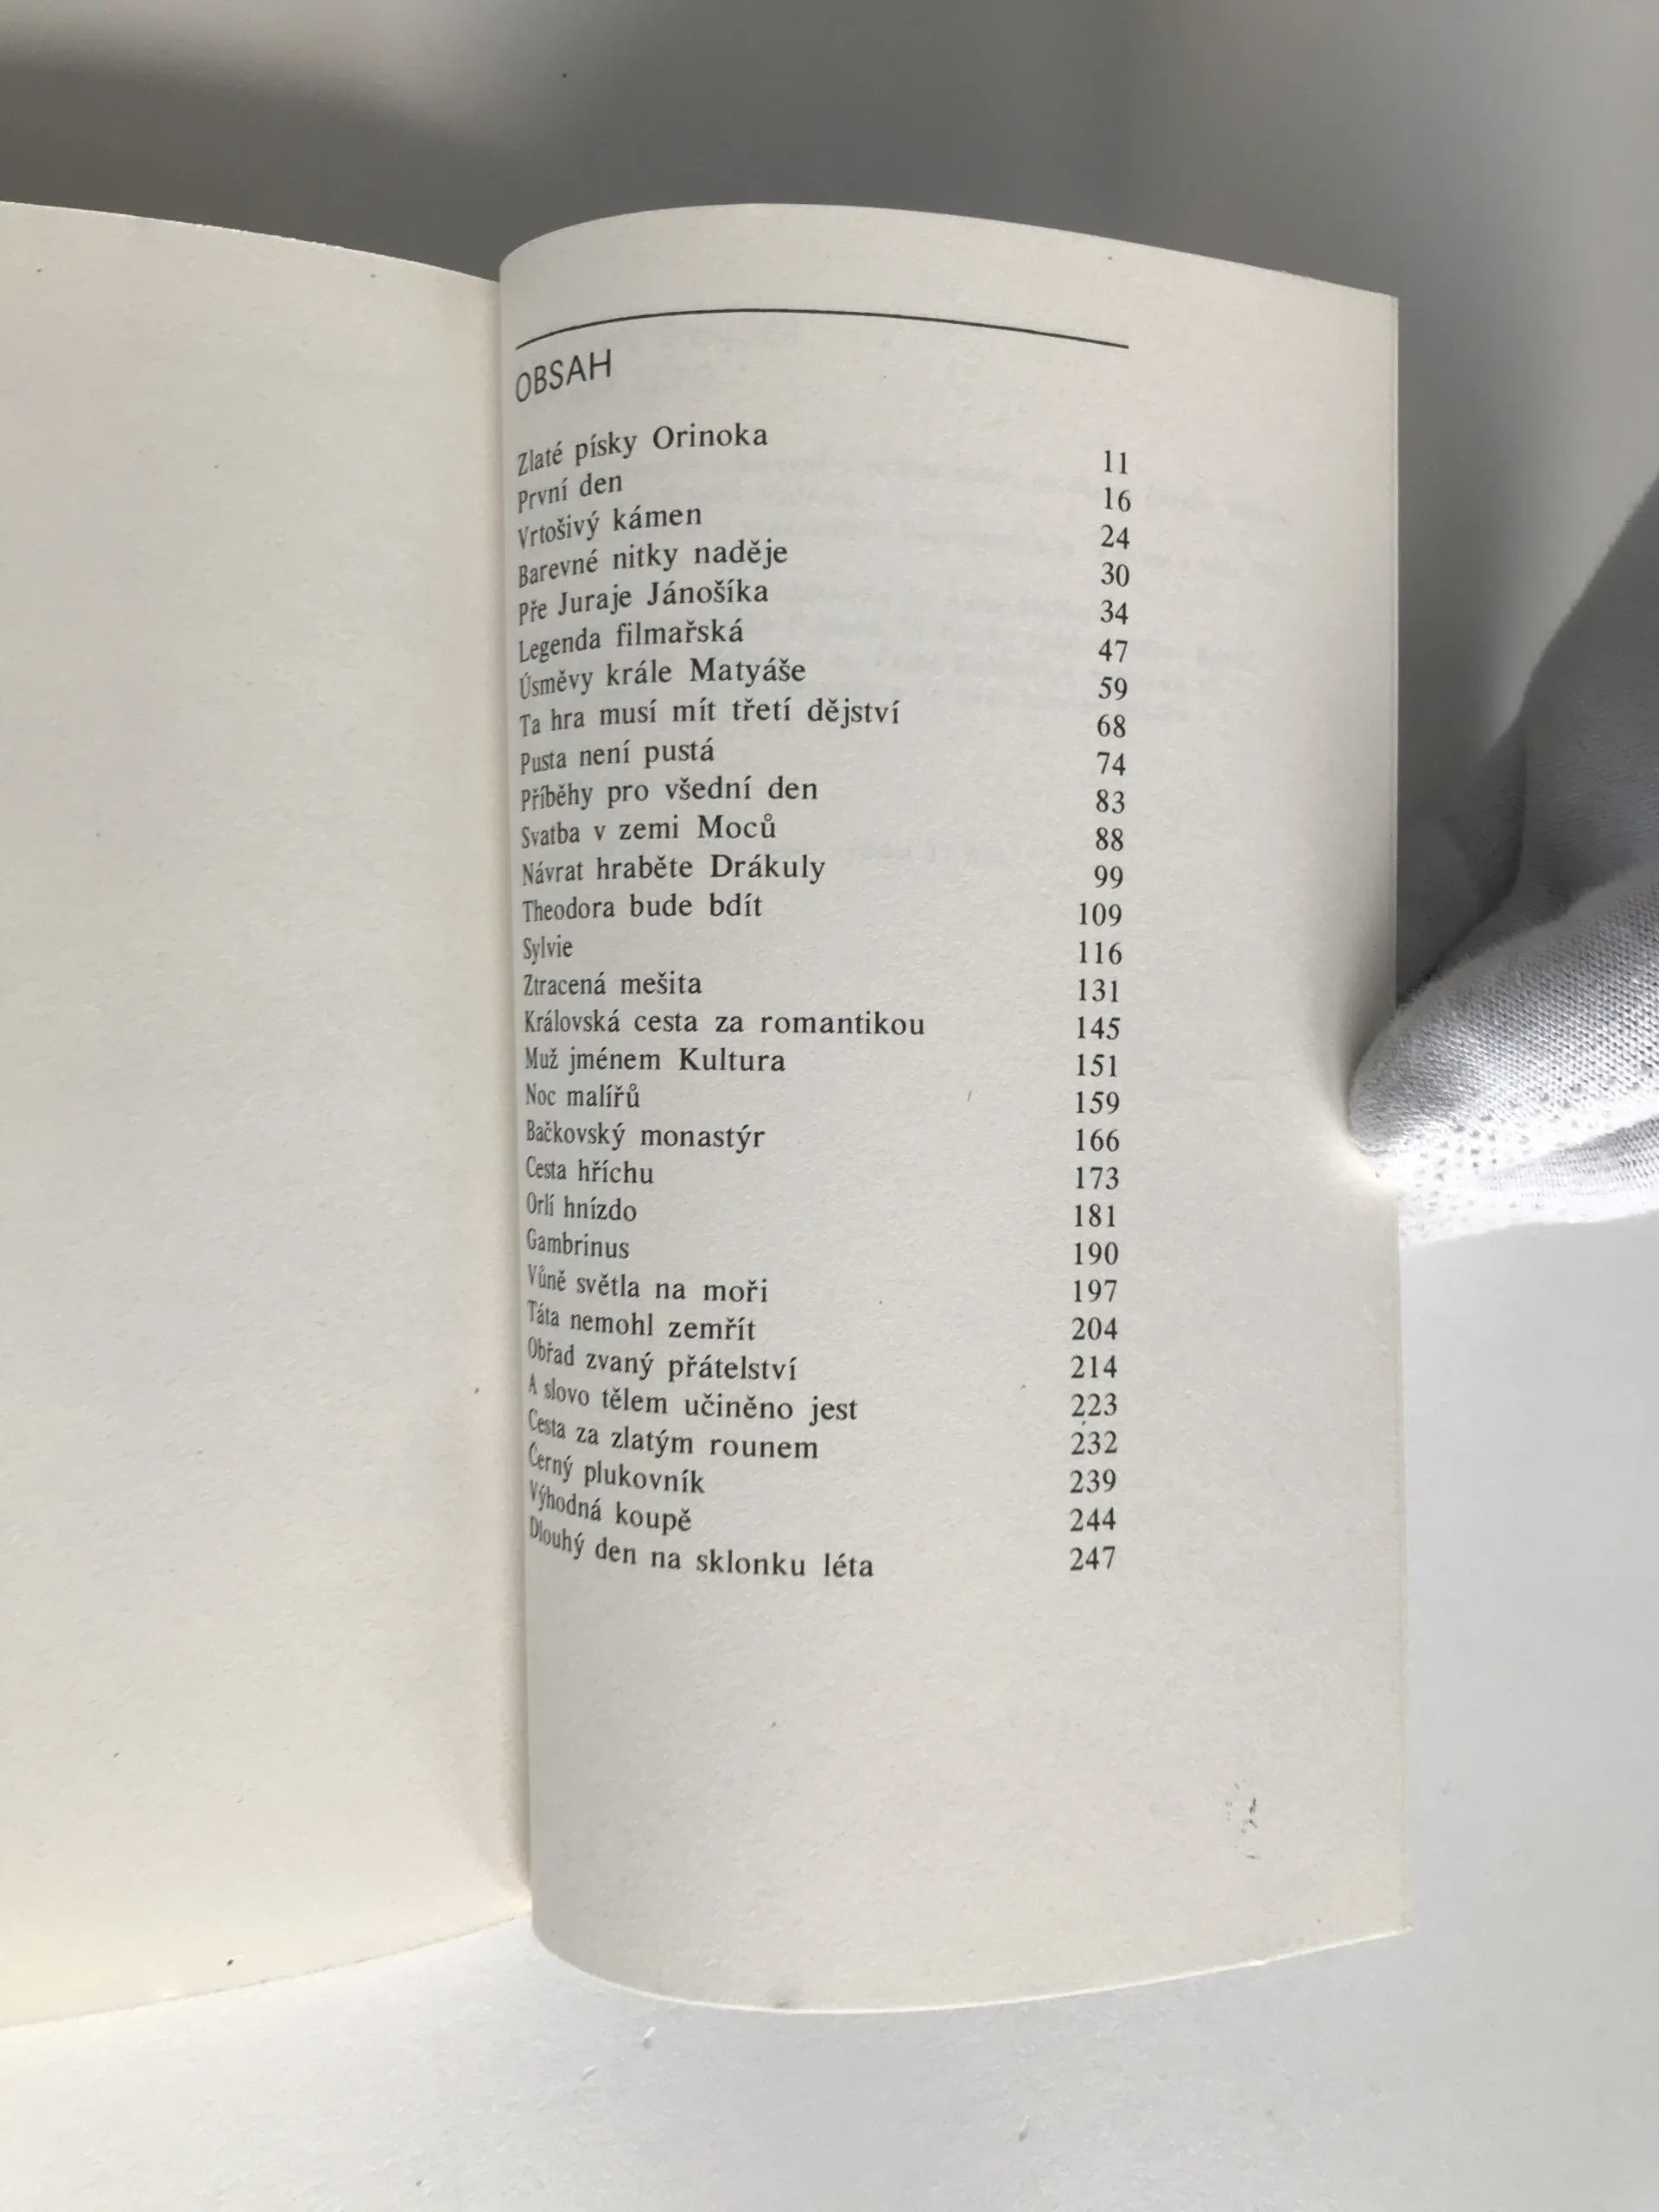 OBSAH
Zlaté písky Orinoka 11
První den 16
Vrtošivý kámen 24
Barevné nitky naděje 30
Pře Juraje Jánošíka 34
Legenda filmařská 47
Úsměvy krále Matyáše 59
Ta hra musí mít třetí dějství 68
Pusta není pustá 74
Příběhy pro všední den 83
Svatba v zemi Moců 88
Návrat hraběte Drákuly 99
Theodora bude bdít 109
Sylvie 116
Ztracená mešita 131
Královská cesta za romantikou 145
Muž jménem Kultura 151
Noc malířů 159
Bačkovský monastýr 166
Cesta hříchu 173
Orlí hnízdo 181
Gambrinus 190
Vůně světla na moři 197
Táta nemohl zemřít 204
Obřad zvaný přátelství 214
A slovo tělem učiněno jest 223
Cesta za zlatým rounem 232
Černý plukovník 239
Výhodná koupě 244
Dlouhý den na sklonku léta 247